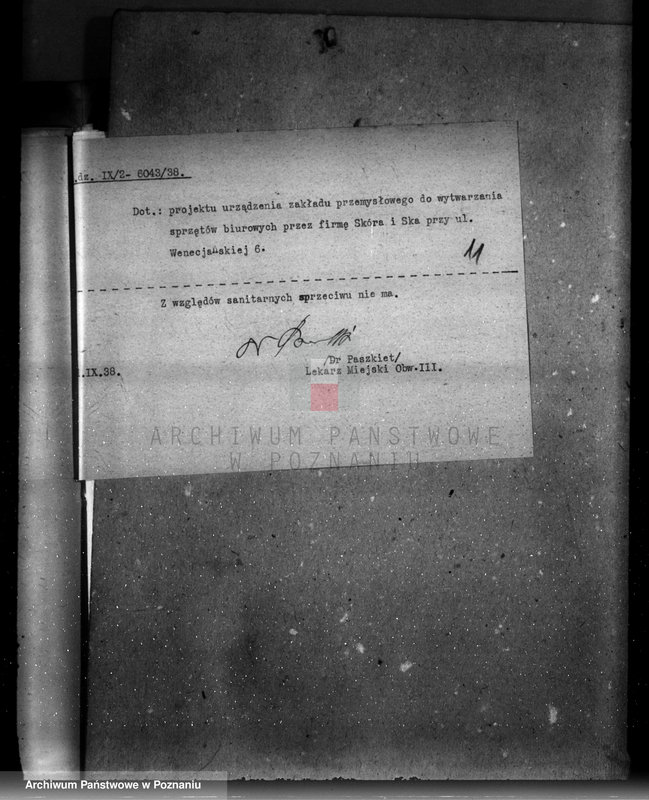 .dz. IX/2- 6043/38.
Dot.: projektu urządzenia zakładu przemysłowego do wytwarzania
sprzętów biurowych przez firmę Skóra i Ska przy ul.
Wenecjańskiej 6.
11
Z względów sanitarnych sprzeciwu nie ma.
/Dr Paszkiet/
.IX.38.
Lekarz Miejski Obw.III.
ARCHIWUM PAŃSTWOWE
W POZNANIU
Archiwum Państwowe w Poznaniu